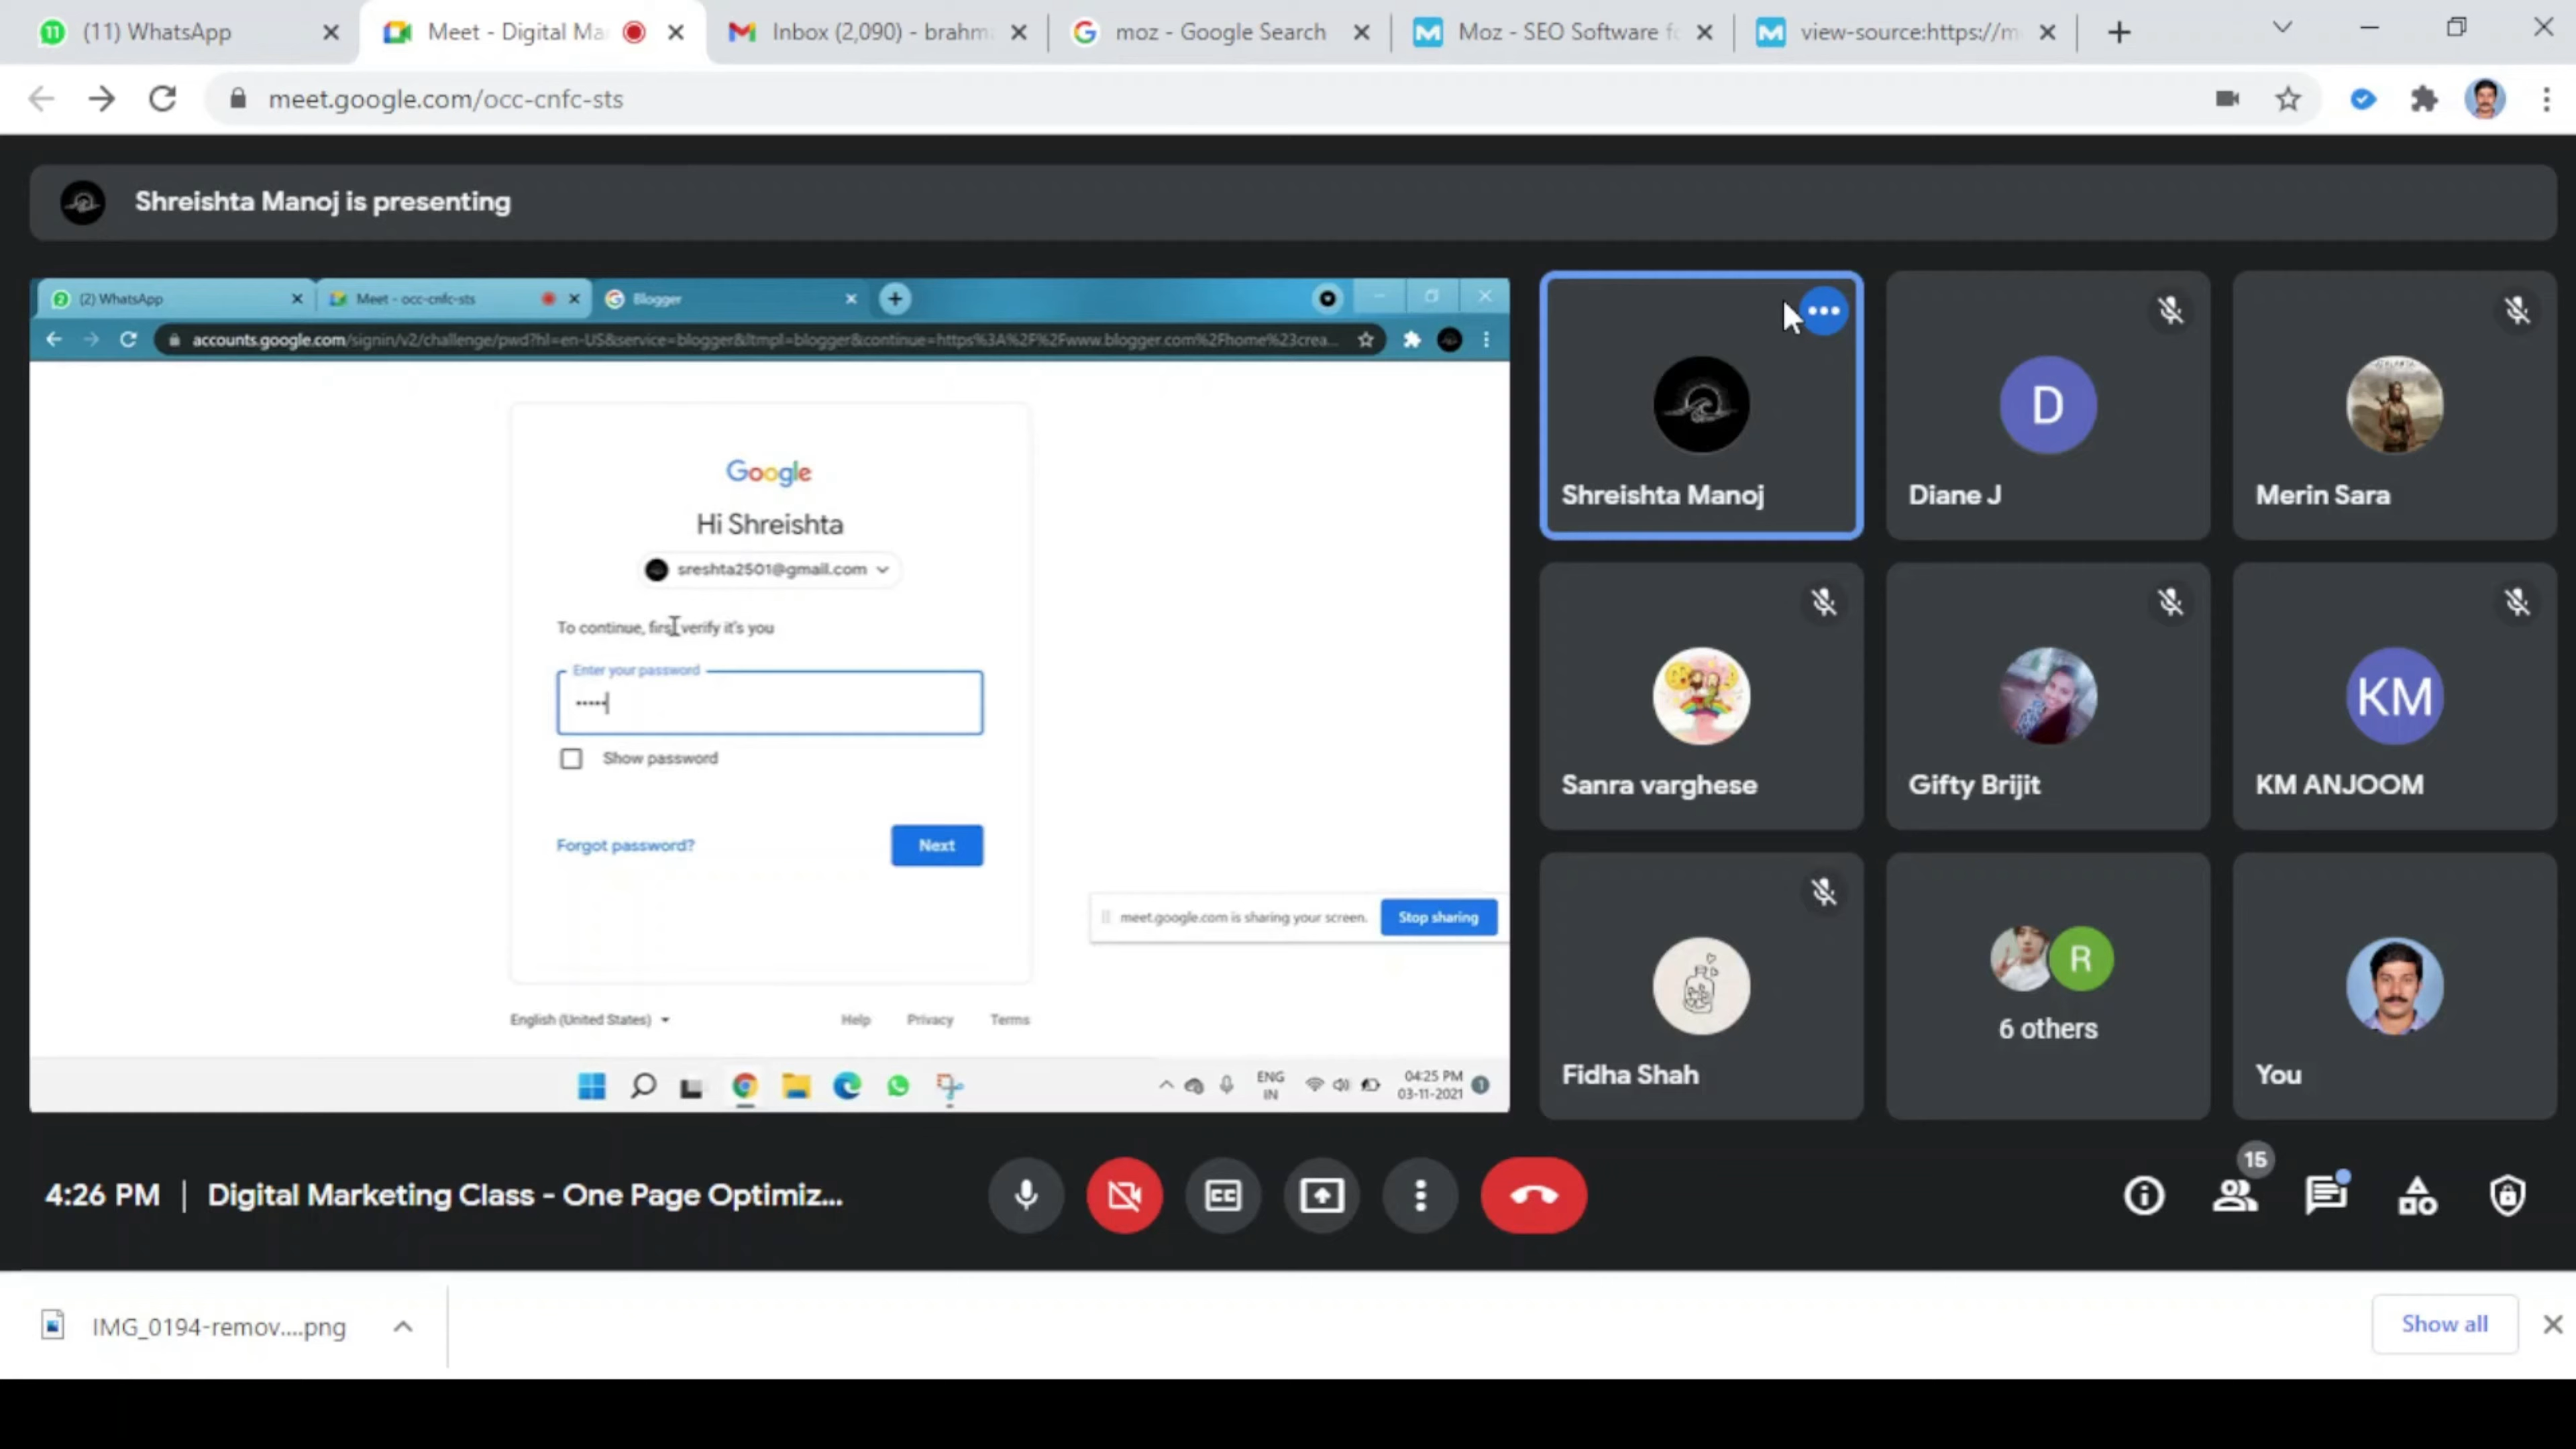 11
(11) WhatsApp
Meet - Digital Ma
Inbox (2,090) - brahm
moz - Google Search
Moz - SEO Software fo
view-source:https://m
meet.google.com/occ-cnfc-sts
Shreishta Manoj is presenting
2
(2) WhatsApp
Meet - occ-cnfc-sts
Blogger
accounts.google.com/signin/v2/challenge/pwd?hl=en-US&service=blogger&ltmpl=blogger&continue=https%3A%2F%2Fwww.blogger.com%2Fhome%23crea...
Google
Hi Shreishta
sreshta2501@gmail.com
To continue, first verify it's you
Enter your password
•••••
Show password
Forgot password?
Next
meet.google.com is sharing your screen.
Stop sharing
English (United States)
Help
Privacy
Terms
ENG
IN
04:25 PM
03-11-2021
1
Shreishta Manoj
D
Diane J
Merin Sara
Sanra varghese
Gifty Brijit
KM
KM ANJOOM
Fidha Shah
R
6 others
You
4:26 PM | Digital Marketing Class - One Page Optimiz...
CC
15
IMG_0194-remov....png
Show all